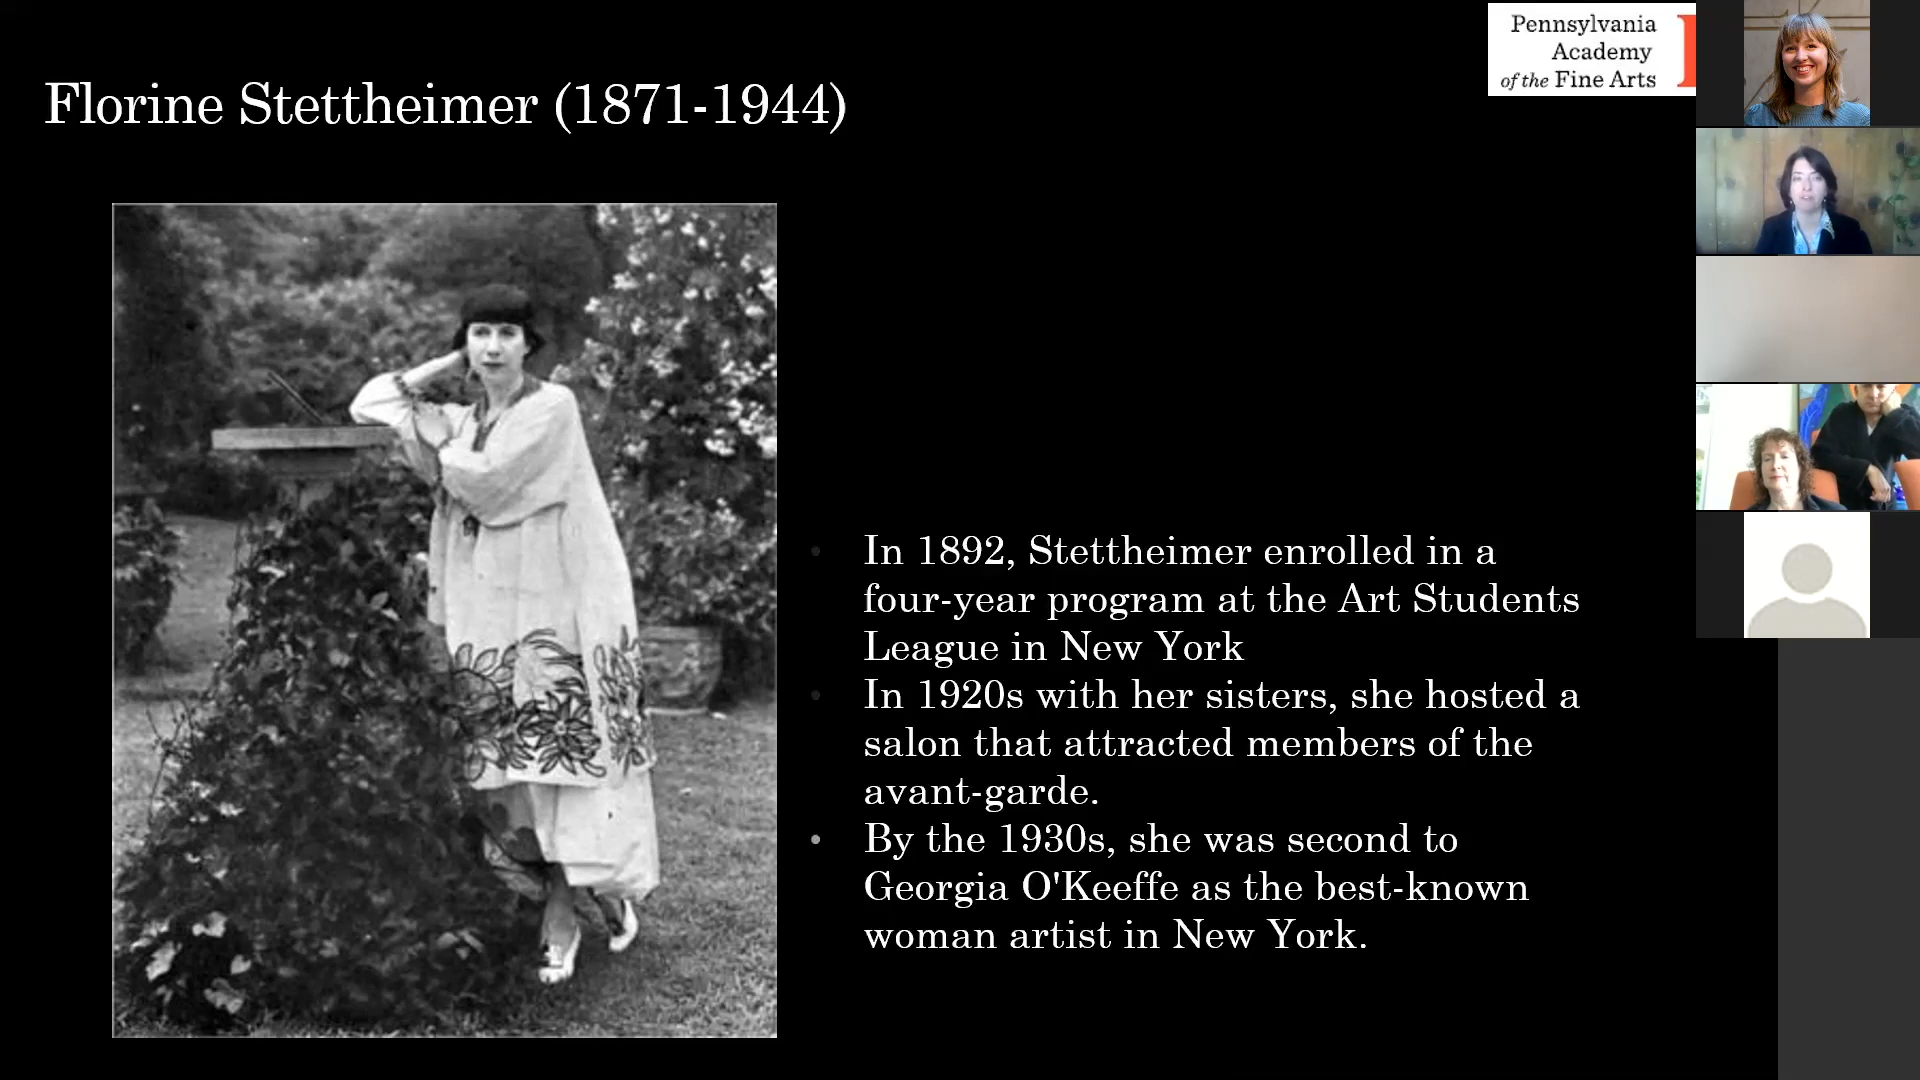 Florine Stettheimer (1871-1944)
Pennsylvania
Academy
of the Fine Arts
In 1892, Stettheimer enrolled in a
four-year program at the Art Students
League in New York
In 1920s with her sisters, she hosted a
salon that attracted members of the
avant-garde.
By the 1930s, she was second to
Georgia O'Keeffe as the best-known
woman artist in New York.